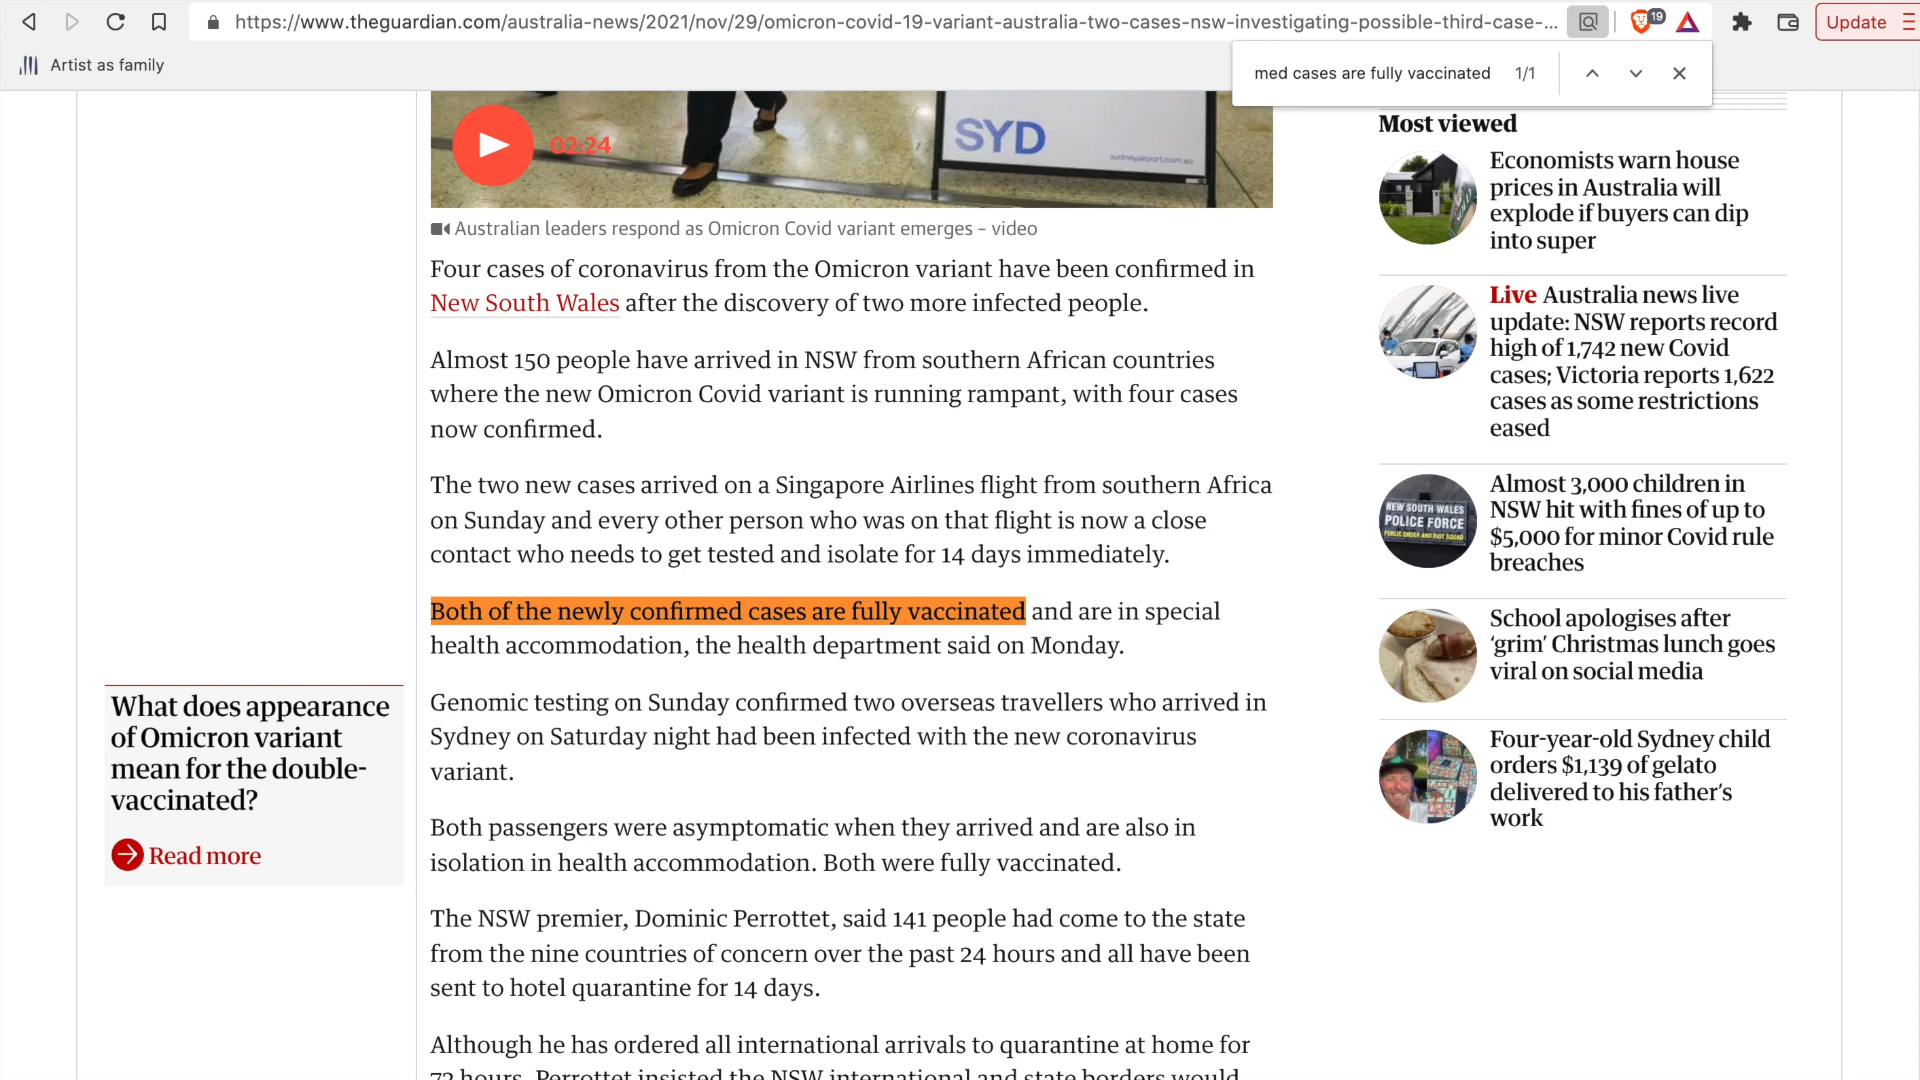 https://www.theguardian.com/australia-news/2021/nov/29/omicron-covid-19-variant-australia-two-cases-nsw-investigating-possible-third-case-...
19
Update
Artist as family
med cases are fully vaccinated 1/1
SYD
sydneyairport.com.au
02:24
Australian leaders respond as Omicron Covid variant emerges – video
Four cases of coronavirus from the Omicron variant have been confirmed in
New South Wales after the discovery of two more infected people.
Almost 150 people have arrived in NSW from southern African countries
where the new Omicron Covid variant is running rampant, with four cases
now confirmed.
The two new cases arrived on a Singapore Airlines flight from southern Africa
on Sunday and every other person who was on that flight is now a close
contact who needs to get tested and isolate for 14 days immediately.
Both of the newly confirmed cases are fully vaccinated and are in special
health accommodation, the health department said on Monday.
Genomic testing on Sunday confirmed two overseas travellers who arrived in
Sydney on Saturday night had been infected with the new coronavirus
variant.
Both passengers were asymptomatic when they arrived and are also in
isolation in health accommodation. Both were fully vaccinated.
The NSW premier, Dominic Perrottet, said 141 people had come to the state
from the nine countries of concern over the past 24 hours and all have been
sent to hotel quarantine for 14 days.
Although he has ordered all international arrivals to quarantine at home for
72 hours, Perrottet insisted the NSW international and state borders would
What does appearance
of Omicron variant
mean for the double-
vaccinated?
Read more
Most viewed
Economists warn house
prices in Australia will
explode if buyers can dip
into super
Live Australia news live
update: NSW reports record
high of 1,742 new Covid
cases; Victoria reports 1,622
cases as some restrictions
eased
NEW SOUTH WALES
POLICE FORCE
PUBLIC ORDER AND RIOT SQUAD
Almost 3,000 children in
NSW hit with fines of up to
$5,000 for minor Covid rule
breaches
School apologises after
‘grim’ Christmas lunch goes
viral on social media
Four-year-old Sydney child
orders $1,139 of gelato
delivered to his father’s
work